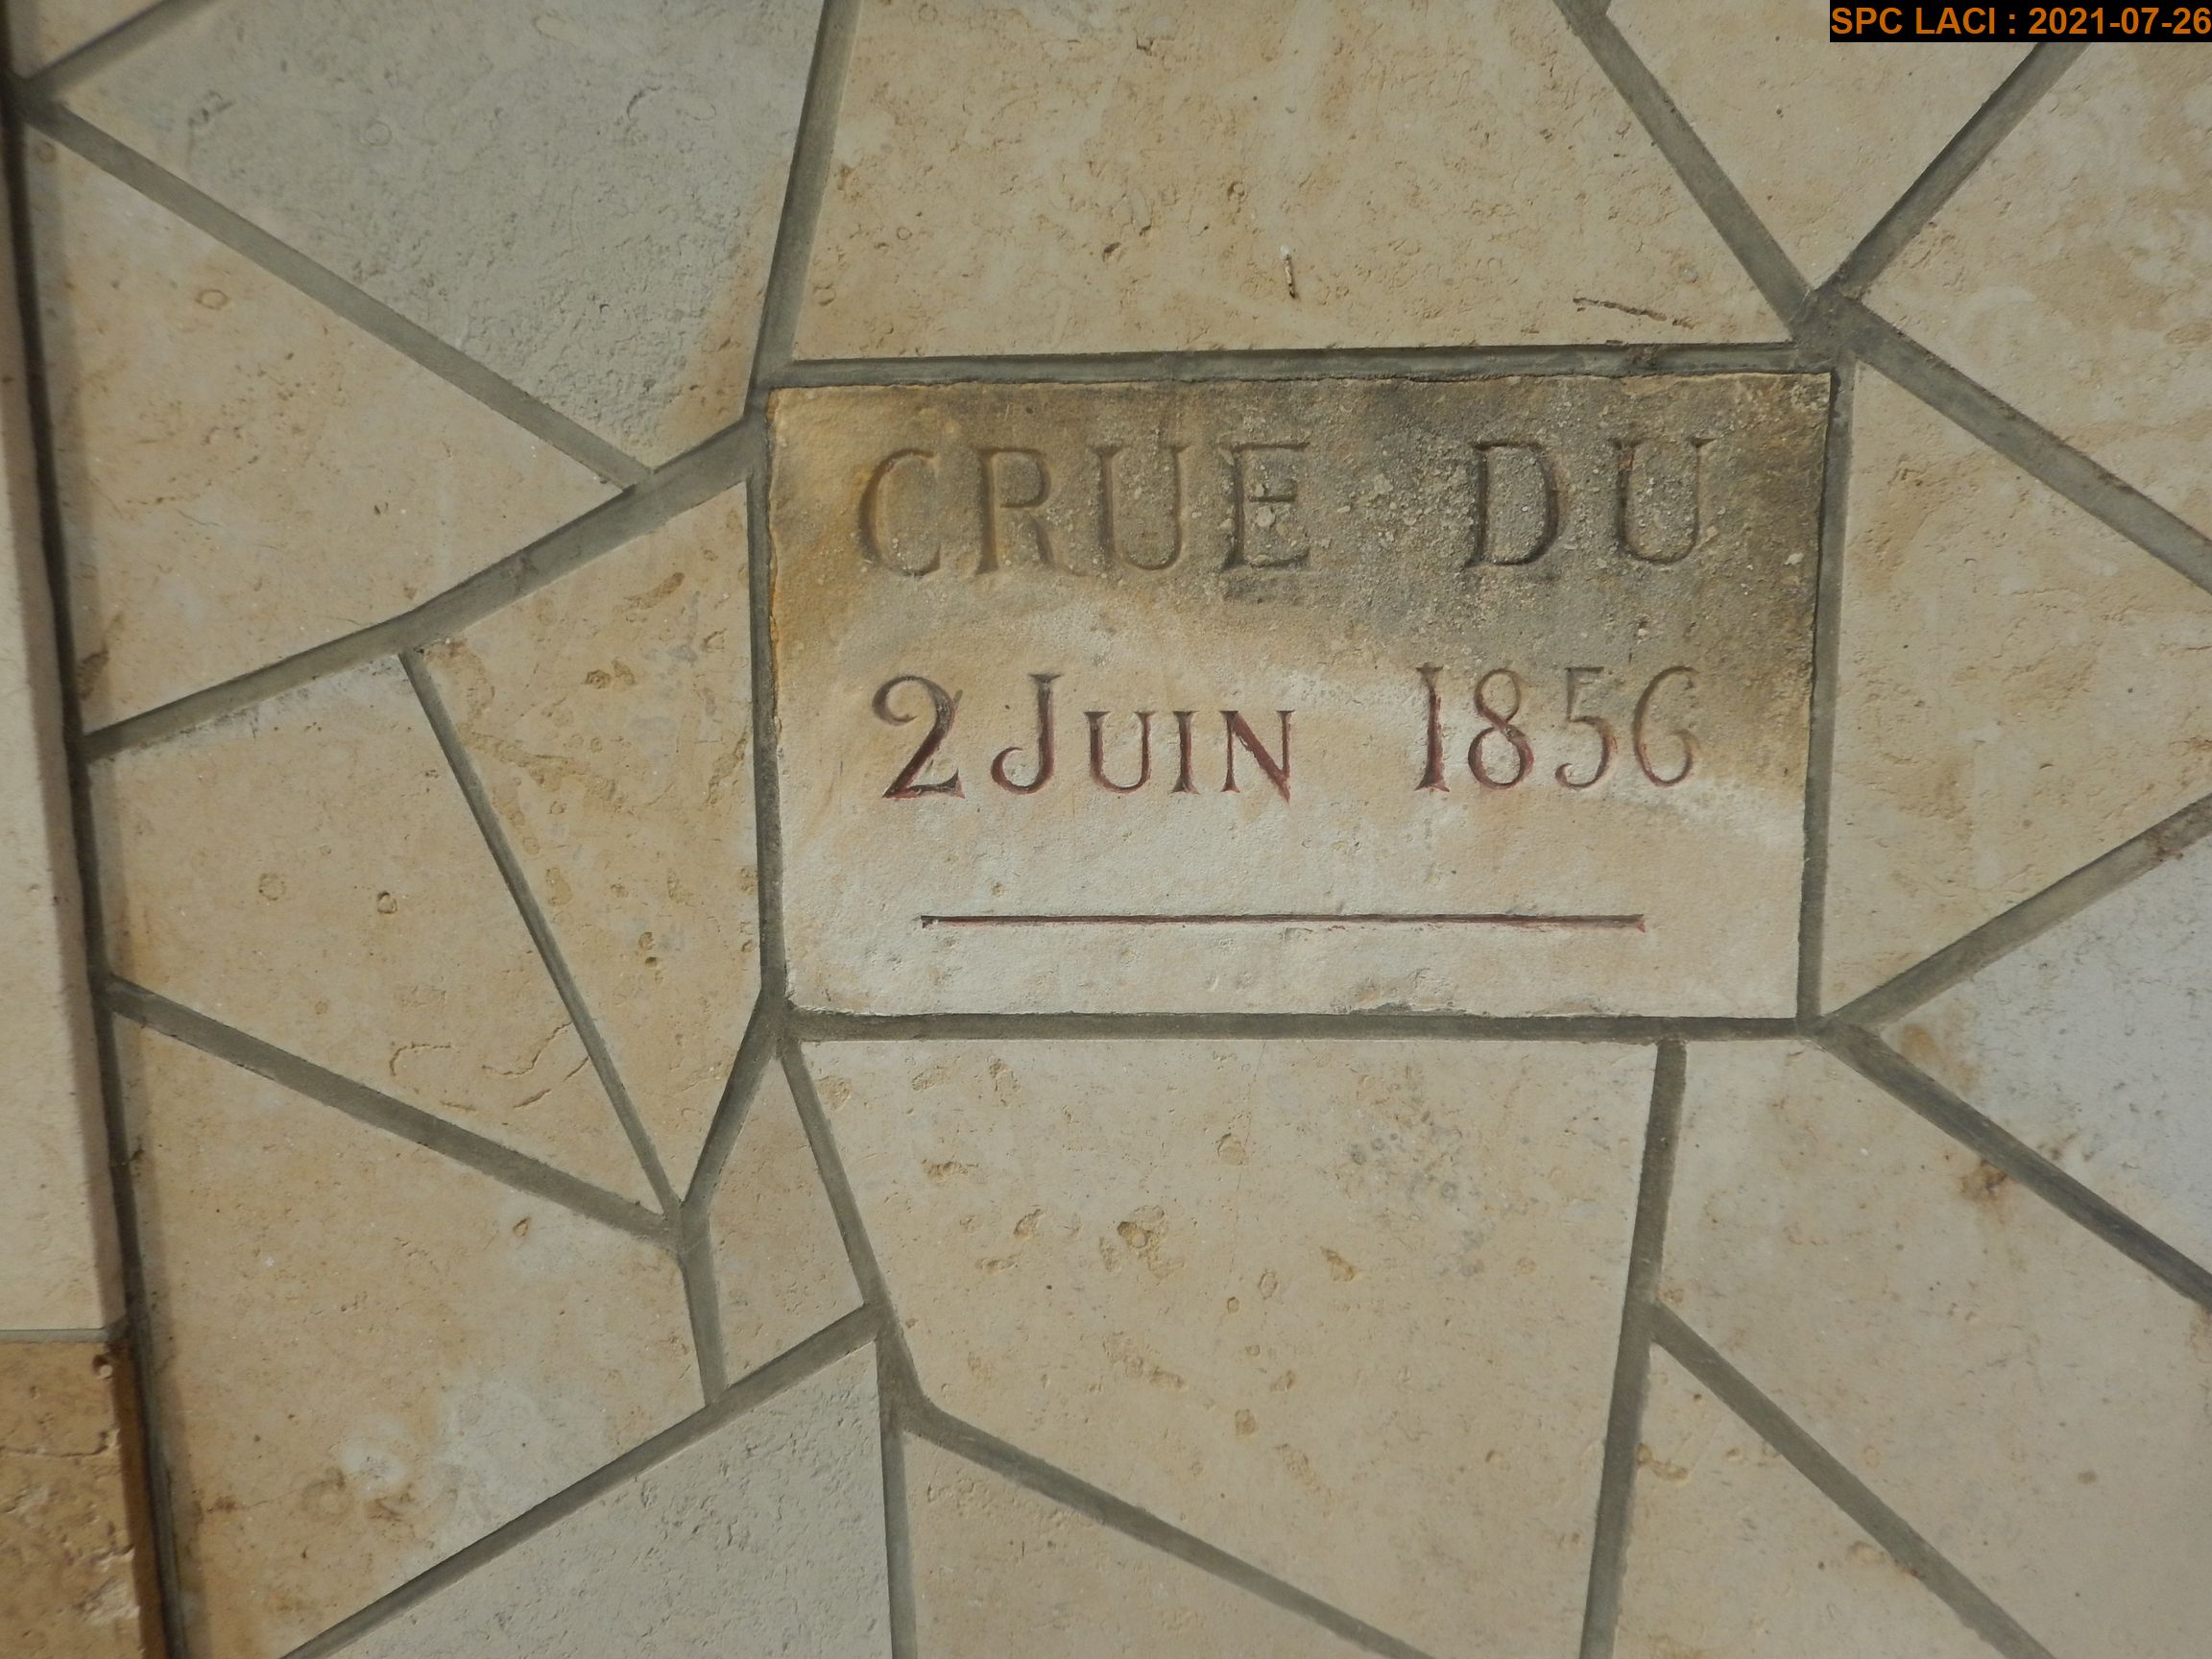 SPC LACI : 2021-07-26
CRUE DU
2 JUIN 1856